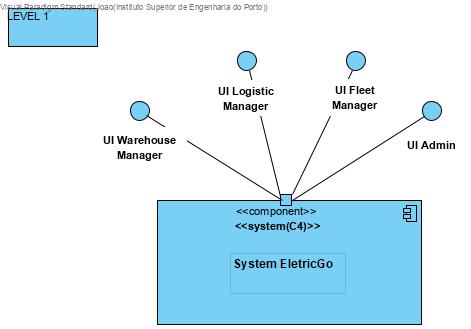 Visual Paradigm Standard(Joao(Instituto Superior de Engenharia do Porto))
LEVEL 1
UI Logistic
Manager
UI Fleet
Manager
UI Warehouse
Manager
UI Admin
<<component>>
<<system(C4)>>
System EletricGo